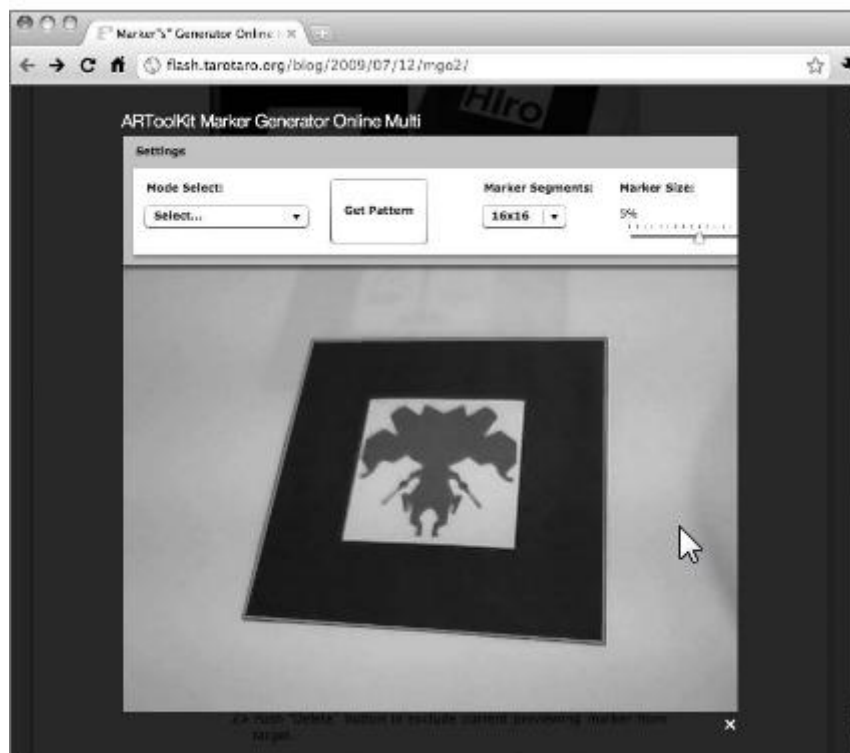 Marker"s" Generator Online
flash.tarotaro.org/blog/2009/07/12/mgo2/
Hiro
ARToolKit Marker Generator Online Multi
Settings
Mode Select:
Select...
Get Pattern
Marker Segments:
16x16
Marker Size:
5%
2> Push "Delete" button to exclude current previewing marker from
target.